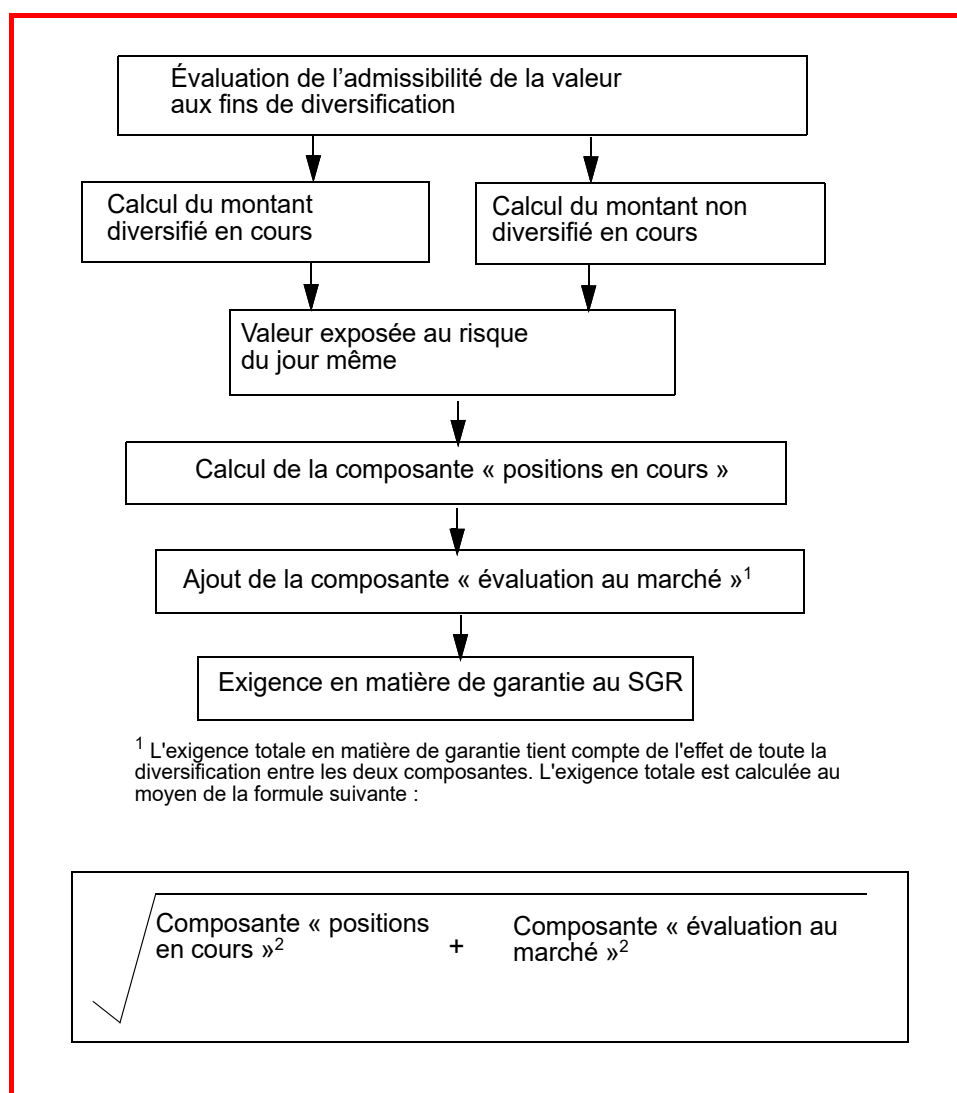 Évaluation de l’admissibilité de la valeur
aux fins de diversification
Calcul du montant
diversifié en cours
Calcul du montant non
diversifié en cours
Valeur exposée au risque
du jour même
Calcul de la composante « positions en cours »
Ajout de la composante « évaluation au marché »¹
Exigence en matière de garantie au SGR
¹ L'exigence totale en matière de garantie tient compte de l'effet de toute la
diversification entre les deux composantes. L'exigence totale est calculée au
moyen de la formule suivante :
Composante « positions
en cours »²
+
Composante « évaluation au
marché »²